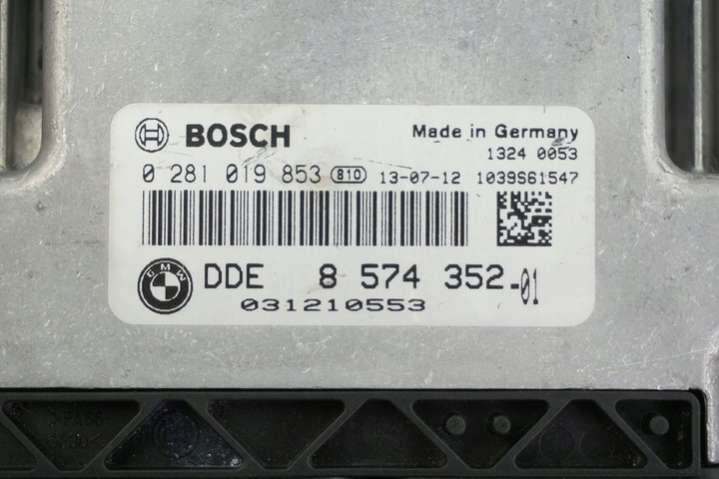 BOSCH
Made in Germany
1324 0053
0 281 019 853 810 13-07-12 1039S61547
BMW
DDE 8 574 352-01
031210553